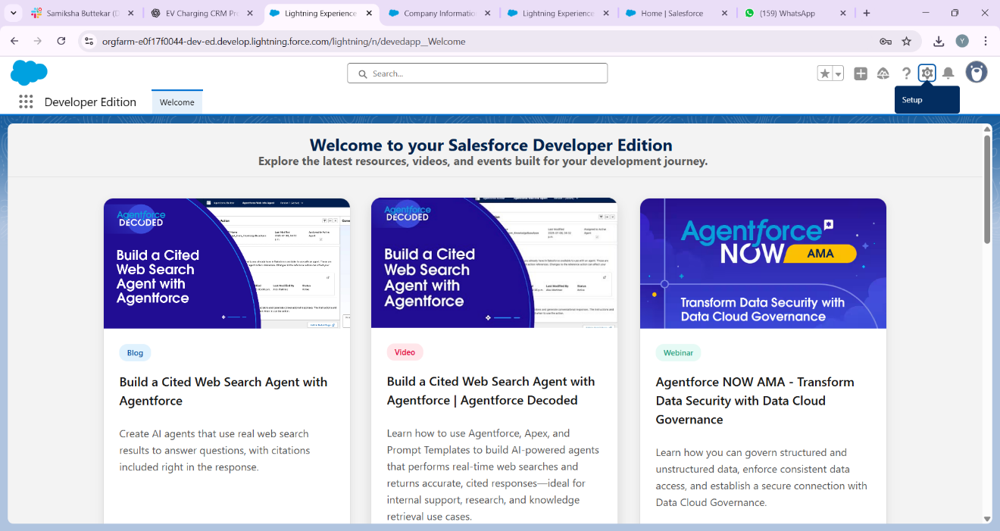 Samiksha Buttekar (D
EV Charging CRM Pro
Lightning Experience
Company Informatio
Lightning Experience
Home | Salesforce
(159) WhatsApp
orgfarm-e0f17f0044-dev-ed.develop.lightning.force.com/lightning/n/devedapp__Welcome
Y
Search...
Developer Edition
Welcome
Setup
Welcome to your Salesforce Developer Edition
Explore the latest resources, videos, and events built for your development journey.
Agentforce
DECODED
Build a Cited
Web Search
Agent with
Agentforce
Agentforce
DECODED
Build a Cited
Web Search
Agent with
Agentforce
Agentforce
NOW AMA
Transform Data Security with
Data Cloud Governance
Blog
Build a Cited Web Search Agent with
Agentforce
Create AI agents that use real web search
results to answer questions, with citations
included right in the response.
Video
Build a Cited Web Search Agent with
Agentforce | Agentforce Decoded
Learn how to use Agentforce, Apex, and
Prompt Templates to build AI-powered agents
that performs real-time web searches and
returns accurate, cited responses—ideal for
internal support, research, and knowledge
retrieval use cases.
Webinar
Agentforce NOW AMA - Transform
Data Security with Data Cloud
Governance
Learn how you can govern structured and
unstructured data, enforce consistent data
access, and establish a secure connection with
Data Cloud Governance.